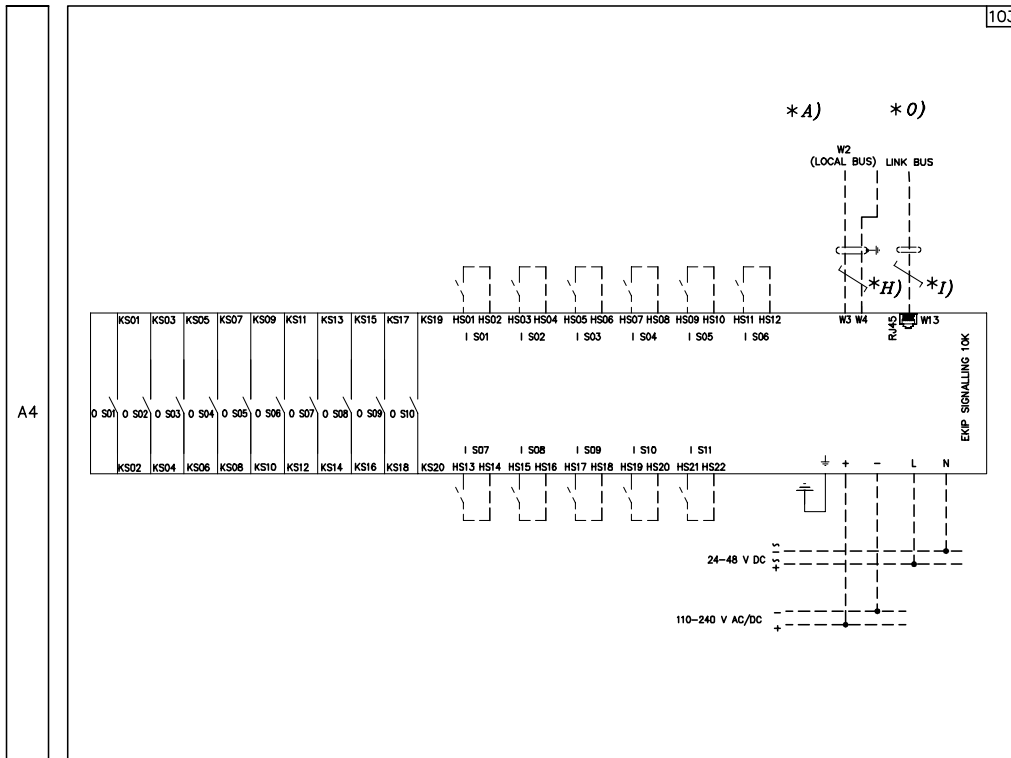 103
*A) *O)
W2
(LOCAL BUS) LINK BUS
*H) *I)
KS01 KS03 KS05 KS07 KS09 KS11 KS13 KS15 KS17 KS19 HS01 HS02 HS03 HS04 HS05 HS06 HS07 HS08 HS09 HS10 HS11 HS12 W3 W4 RJ45 W13
I S01 I S02 I S03 I S04 I S05 I S06
EKIP SIGNALLING 10K
A4
O S01 O S02 O S03 O S04 O S05 O S06 O S07 O S08 O S09 O S10
I S07 I S08 I S09 I S10 I S11
KS02 KS04 KS06 KS08 KS10 KS12 KS14 KS16 KS18 KS20 HS13 HS14 HS15 HS16 HS17 HS18 HS19 HS20 HS21 HS22 + − L N
24−48 V DC
110−240 V AC/DC − +